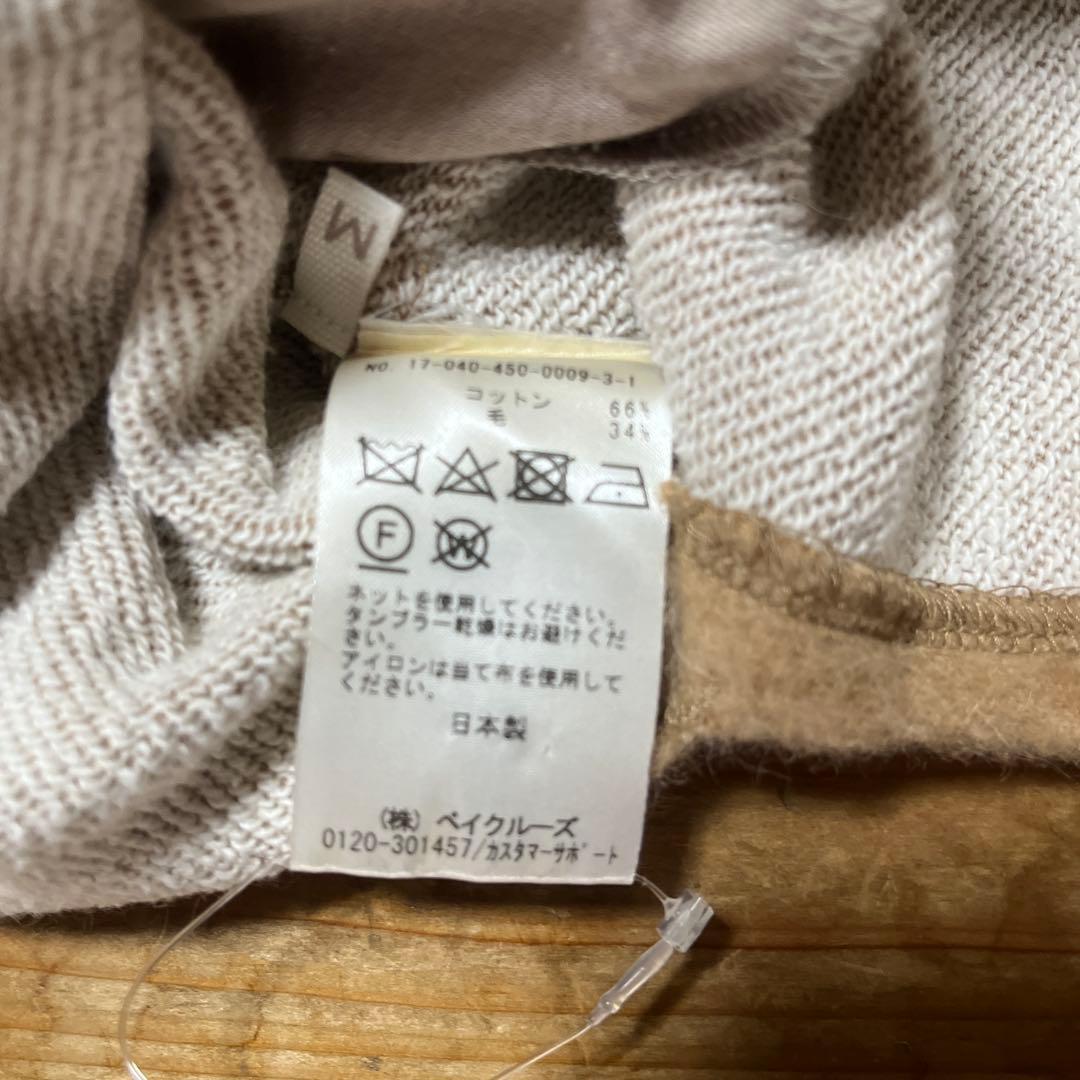 M
NO. 17-040-450-0009-3-1
コットン 66%
毛 34%
F W
ネットを使用してください。
タンブラー乾燥はお避けくだ
さい。
アイロンは当て布を使用して
ください。
日本製
(株) ベイクルーズ
0120-301457/カスタマーサポート